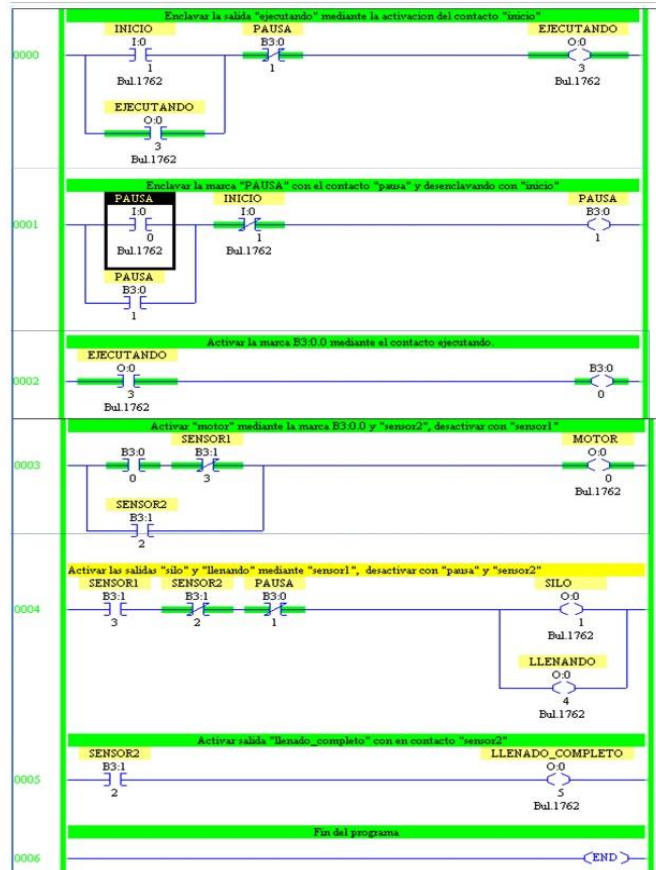 Enclavar la salida "ejecutando" mediante la activacion del contacto "inicio"
INICIO PAUSA EJECUTANDO
I:0 B3:0 O:0
0000
1 1 3
Bul.1762 Bul.1762
EJECUTANDO
O:0
3
Bul.1762
Enclavar la marca "PAUSA" con el contacto "pausa" y desenclavando con "inicio"
PAUSA INICIO PAUSA
I:0 I:0 B3:0
0001
0 1 1
Bul.1762 Bul.1762
PAUSA
B3:0
1
Activar la marca B3:0.0 mediante el contacto ejecutando.
EJECUTANDO
O:0 B3:0
0002
3 0
Bul.1762
Activar "motor" mediante la marca B3:0.0 y "sensor2", desactivar con "sensor1"
SENSOR1 MOTOR
B3:0 B3:1 O:0
0003
0 3 0
Bul.1762
SENSOR2
B3:1
2
Activar las salidas "silo" y "llenando" mediante "sensor1", desactivar con "pausa" y "sensor2"
SENSOR1 SENSOR2 PAUSA SILO
B3:1 B3:1 B3:0 O:0
0004
3 2 1 1
Bul.1762
LLENANDO
O:0
4
Bul.1762
Activar salida "llenado_completo" con en contacto "sensor2"
SENSOR2 LLENADO_COMPLETO
B3:1 O:0
0005
2 5
Bul.1762
Fin del programa
0006 END